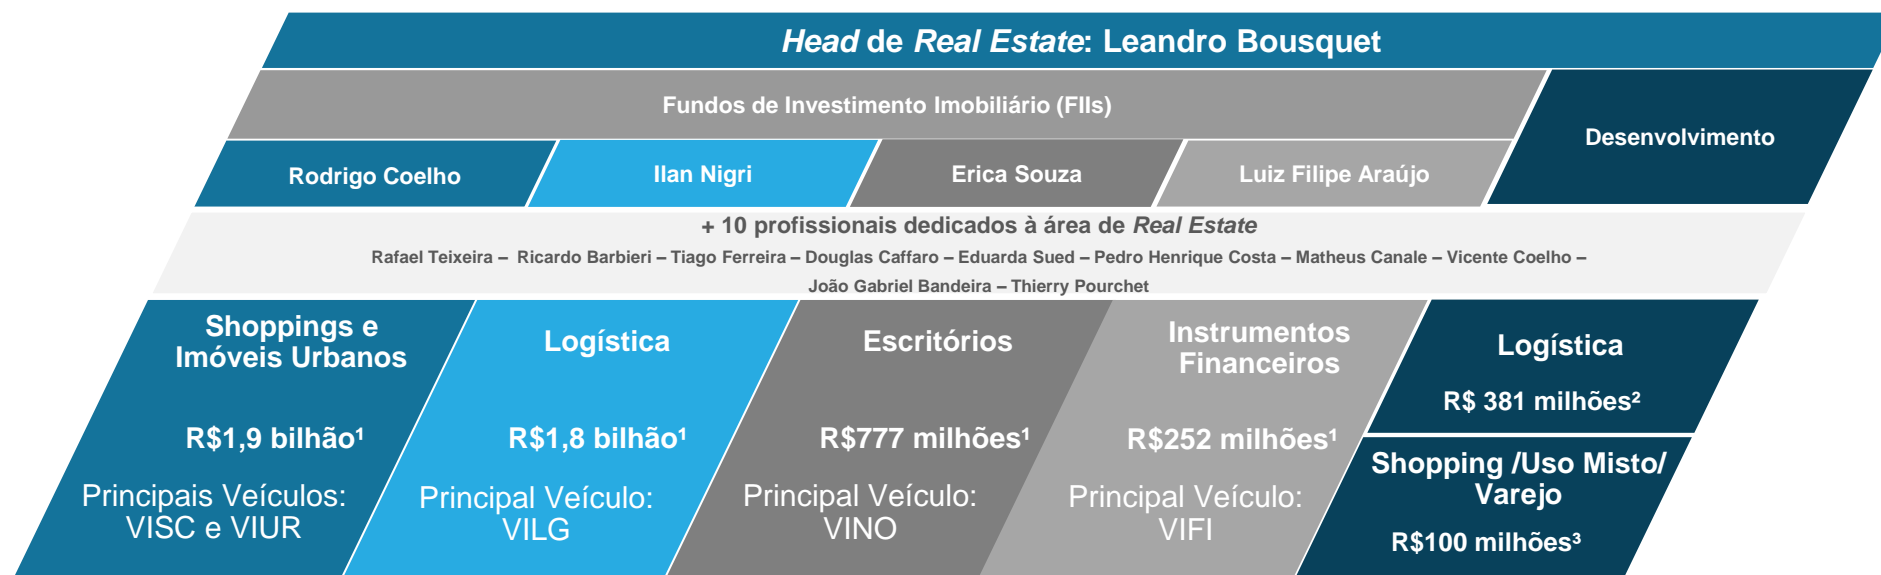 Head de Real Estate: Leandro Bousquet
Fundos de Investimento Imobiliário (FIIs)
Desenvolvimento
Rodrigo Coelho
Ilan Nigri
Erica Souza
Luiz Filipe Araújo
+ 10 profissionais dedicados à área de Real Estate
Rafael Teixeira – Ricardo Barbieri – Tiago Ferreira – Douglas Caffaro – Eduarda Sued – Pedro Henrique Costa – Matheus Canale – Vicente Coelho –
João Gabriel Bandeira – Thierry Pourchet
Shoppings e
Imóveis Urbanos
R$1,9 bilhão¹
Principais Veículos:
VISC e VIUR
Logística
R$1,8 bilhão¹
Principal Veículo:
VILG
Escritórios
R$777 milhões¹
Principal Veículo:
VINO
Instrumentos
Financeiros
R$252 milhões¹
Principal Veículo:
VIFI
Logística
R$ 381 milhões²
Shopping /Uso Misto/
Varejo
R$100 milhões³